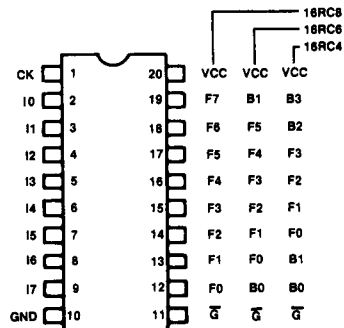 16RC8
16RC6
16RC4
CK 1 20 VCC VCC VCC
I0 2 19 F7 B1 B3
I1 3 18 F6 F5 B2
I2 4 17 F5 F4 F3
I3 5 16 F4 F3 F2
I4 6 15 F3 F2 F1
I5 7 14 F2 F1 F0
I6 8 13 F1 F0 B1
I7 9 12 F0 B0 B0
GND 10 11 G̅ G̅ G̅